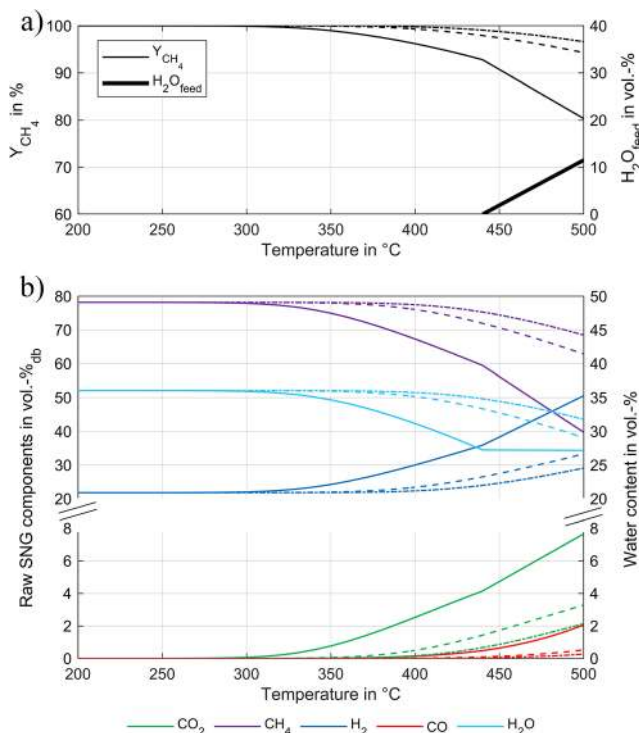 a)
100
90
80
70
60
Y_CH4 in %
Y_CH4
H2O_feed
40
30
20
10
0
H2O_feed in vol.-%
200 250 300 350 400 450 500
Temperature in °C
b)
80
70
60
50
40
30
20
8
6
4
2
0
Raw SNG components in vol.-%_db
50
45
40
35
30
25
20
8
6
4
2
0
Water content in vol.-%
200 250 300 350 400 450 500
Temperature in °C
CO2 CH4 H2 CO H2O